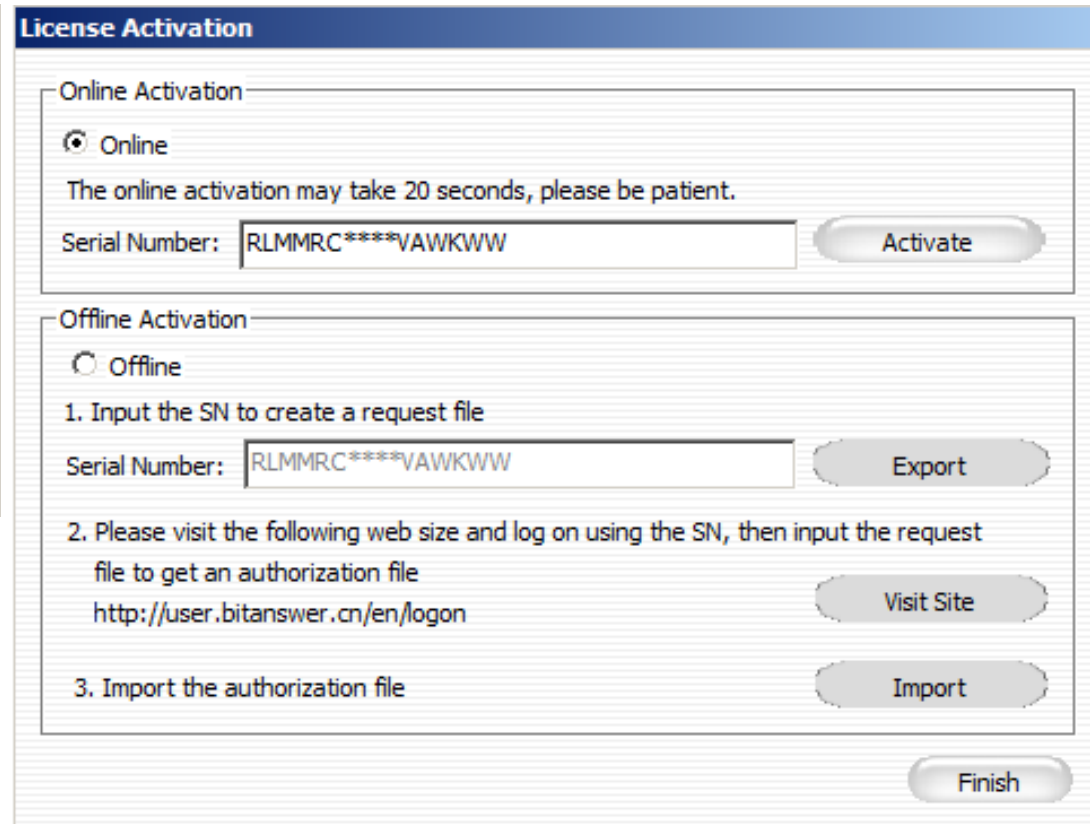 License Activation
Online Activation
Online
The online activation may take 20 seconds, please be patient.
Serial Number: RLMMRC****VAWKWW Activate
Offline Activation
Offline
1. Input the SN to create a request file
Serial Number: RLMMRC****VAWKWW Export
2. Please visit the following web size and log on using the SN, then input the request
file to get an authorization file
http://user.bitanswer.cn/en/logon Visit Site
3. Import the authorization file Import
Finish